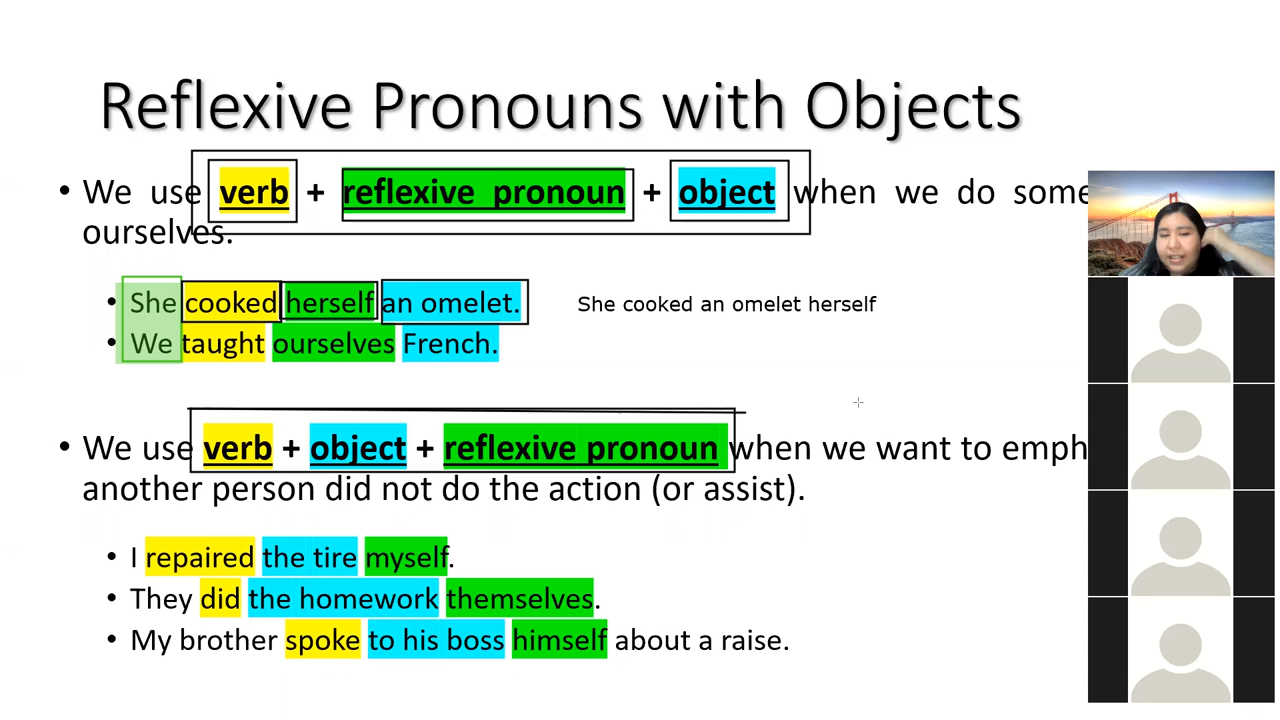 Reflexive Pronouns with Objects
• We use verb + reflexive pronoun + object when we do some
ourselves.
• She cooked herself an omelet. She cooked an omelet herself
• We taught ourselves French.
• We use verb + object + reflexive pronoun when we want to emph
another person did not do the action (or assist).
• I repaired the tire myself.
• They did the homework themselves.
• My brother spoke to his boss himself about a raise.